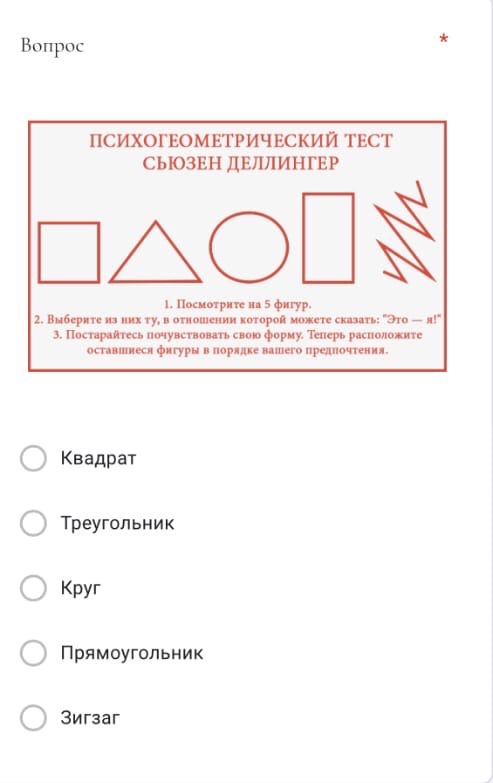 Вопрос *
ПСИХОГЕОМЕТРИЧЕСКИЙ ТЕСТ
СЬЮЗЕН ДЕЛЛИНГЕР
1. Посмотрите на 5 фигур.
2. Выберите из них ту, в отношении которой можете сказать: "Это — я!"
3. Постарайтесь почувствовать свою форму. Теперь расположите
оставшиеся фигуры в порядке вашего предпочтения.
Квадрат
Треугольник
Круг
Прямоугольник
Зигзаг